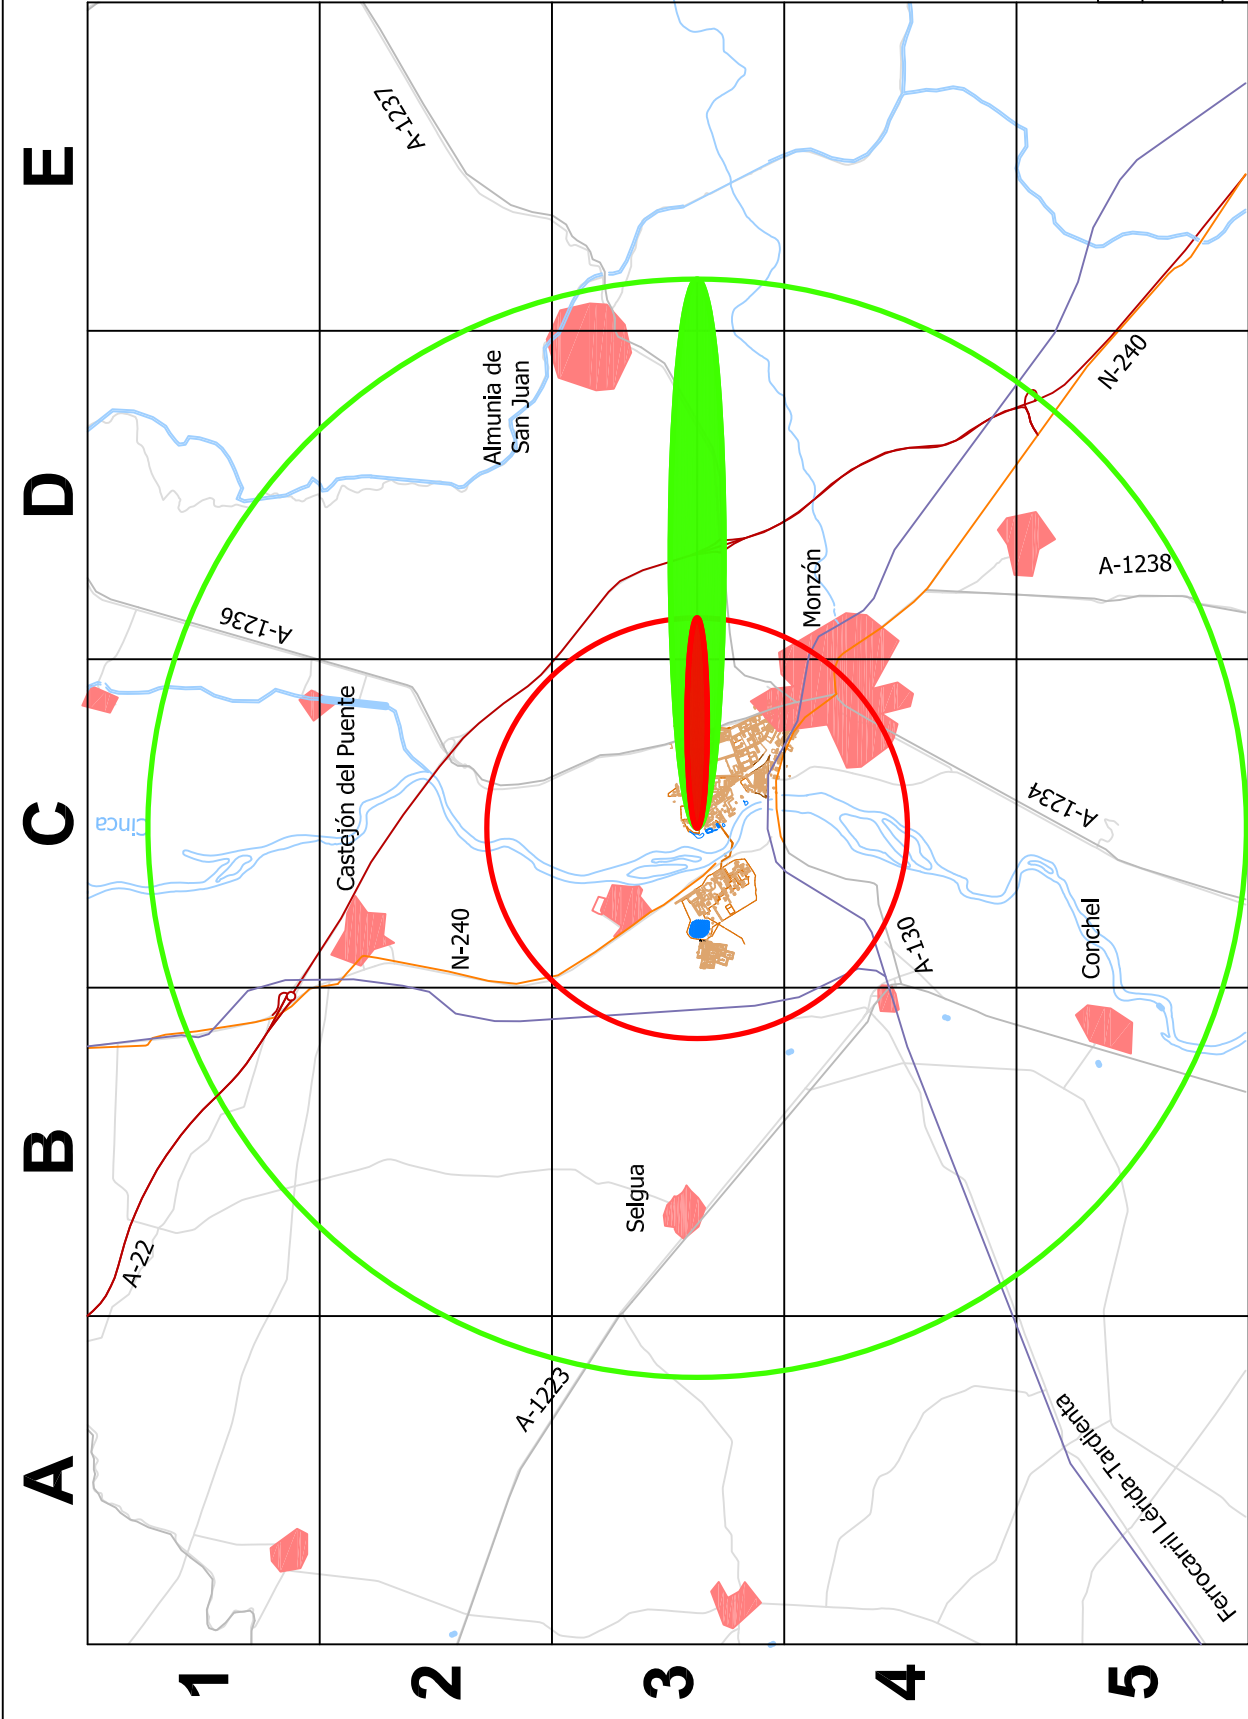 A
B
C
D
E
1
2
3
4
5
A-22
A-1236
A-1237
Cinca
Castejón del Puente
N-240
Almunia de
San Juan
A-1223
Selgua
Monzón
N-240
A-1238
A-130
A-1234
Conchel
Ferrocarril Lérida-Tardienta